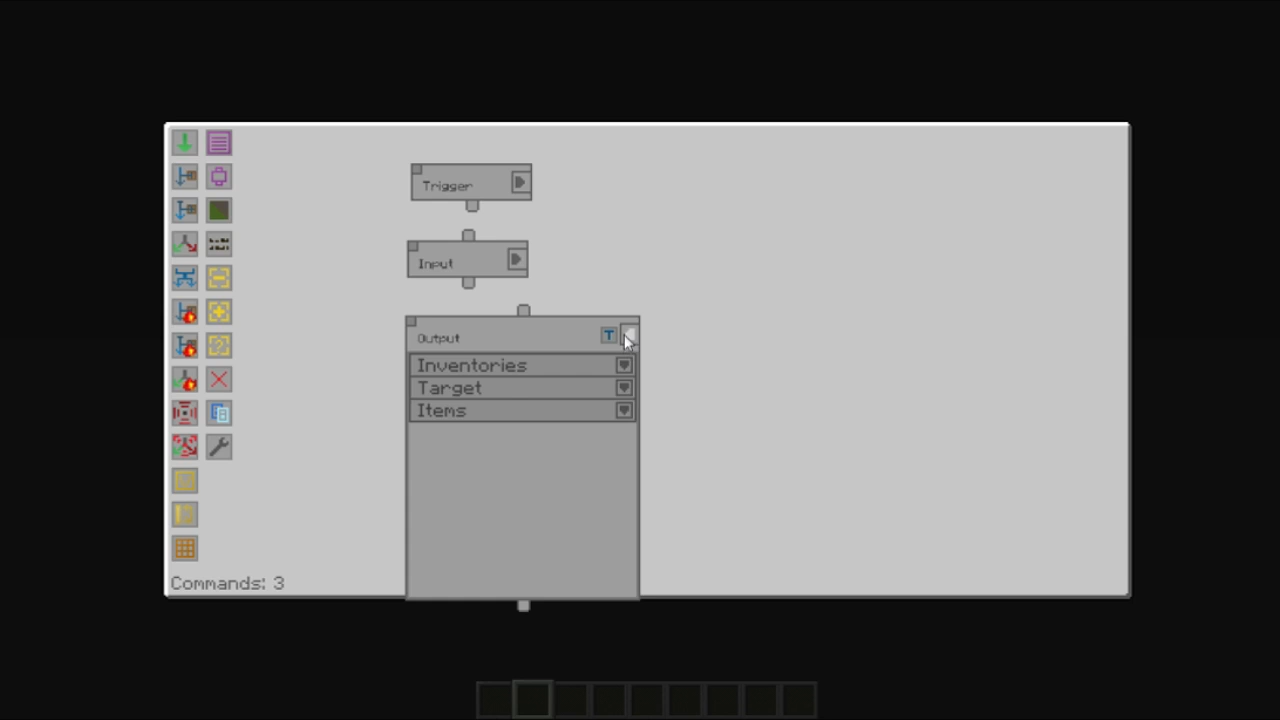 Trigger
Input
Output
T
Inventories
Target
Items
Commands: 3